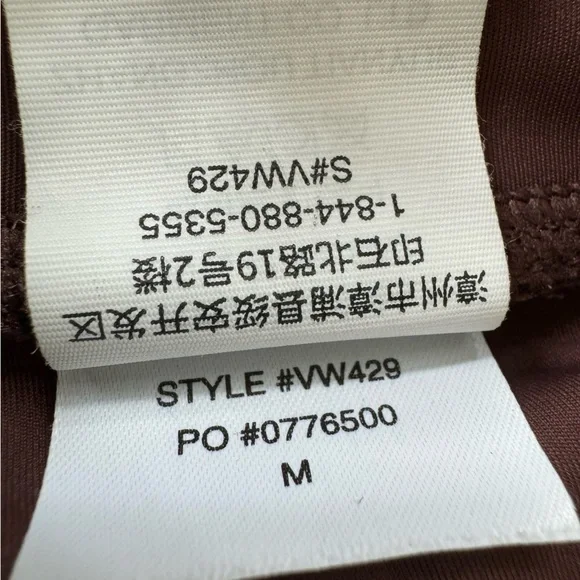 漳州市漳浦县绥安开发区
印石北路19号2楼
1-844-880-5355
S#VW429
STYLE #VW429
PO #0776500
M